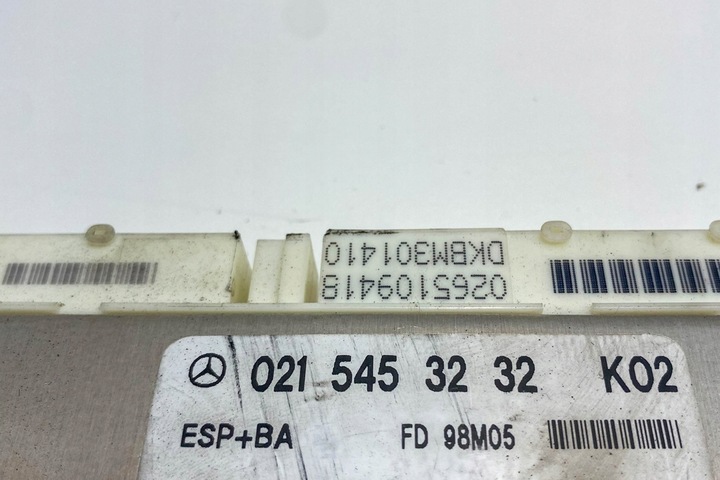 0265109418
DKBM301410
021 545 32 32 K02
ESP+BA FD 98M05